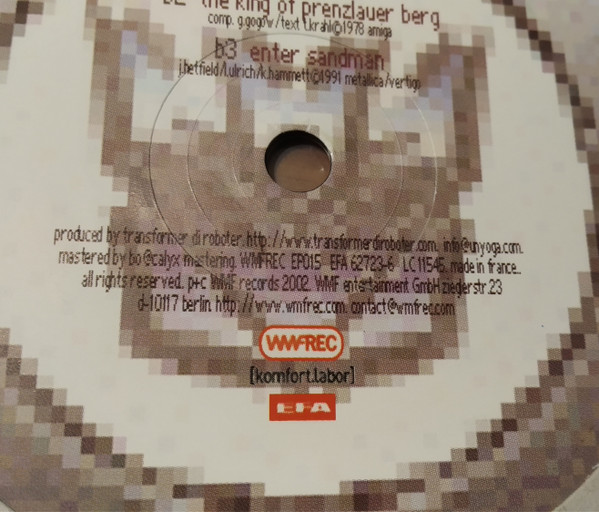 the king of prenzlauer berg
comp. g.gogow/text t.krahl©1978 amiga
b3 enter sandman
j.hetfield/l.ulrich/k.hammett©1991 metallica/vertigo
produced by transformer di roboter. http://www.transformerdiroboter.com. info@unyoga.com.
mastered by bo@calyx mastering. WMFREC EP015 EFA 62723-6 LC11545. made in france..
all rights reserved. p+c WMF records 2002. WMF entertainment GmbH zieglerstr.23
d-10117 berlin. http://www.wmfrec.com. contact@wmfrec.com
WMFREC
[komfort.labor]
EFA